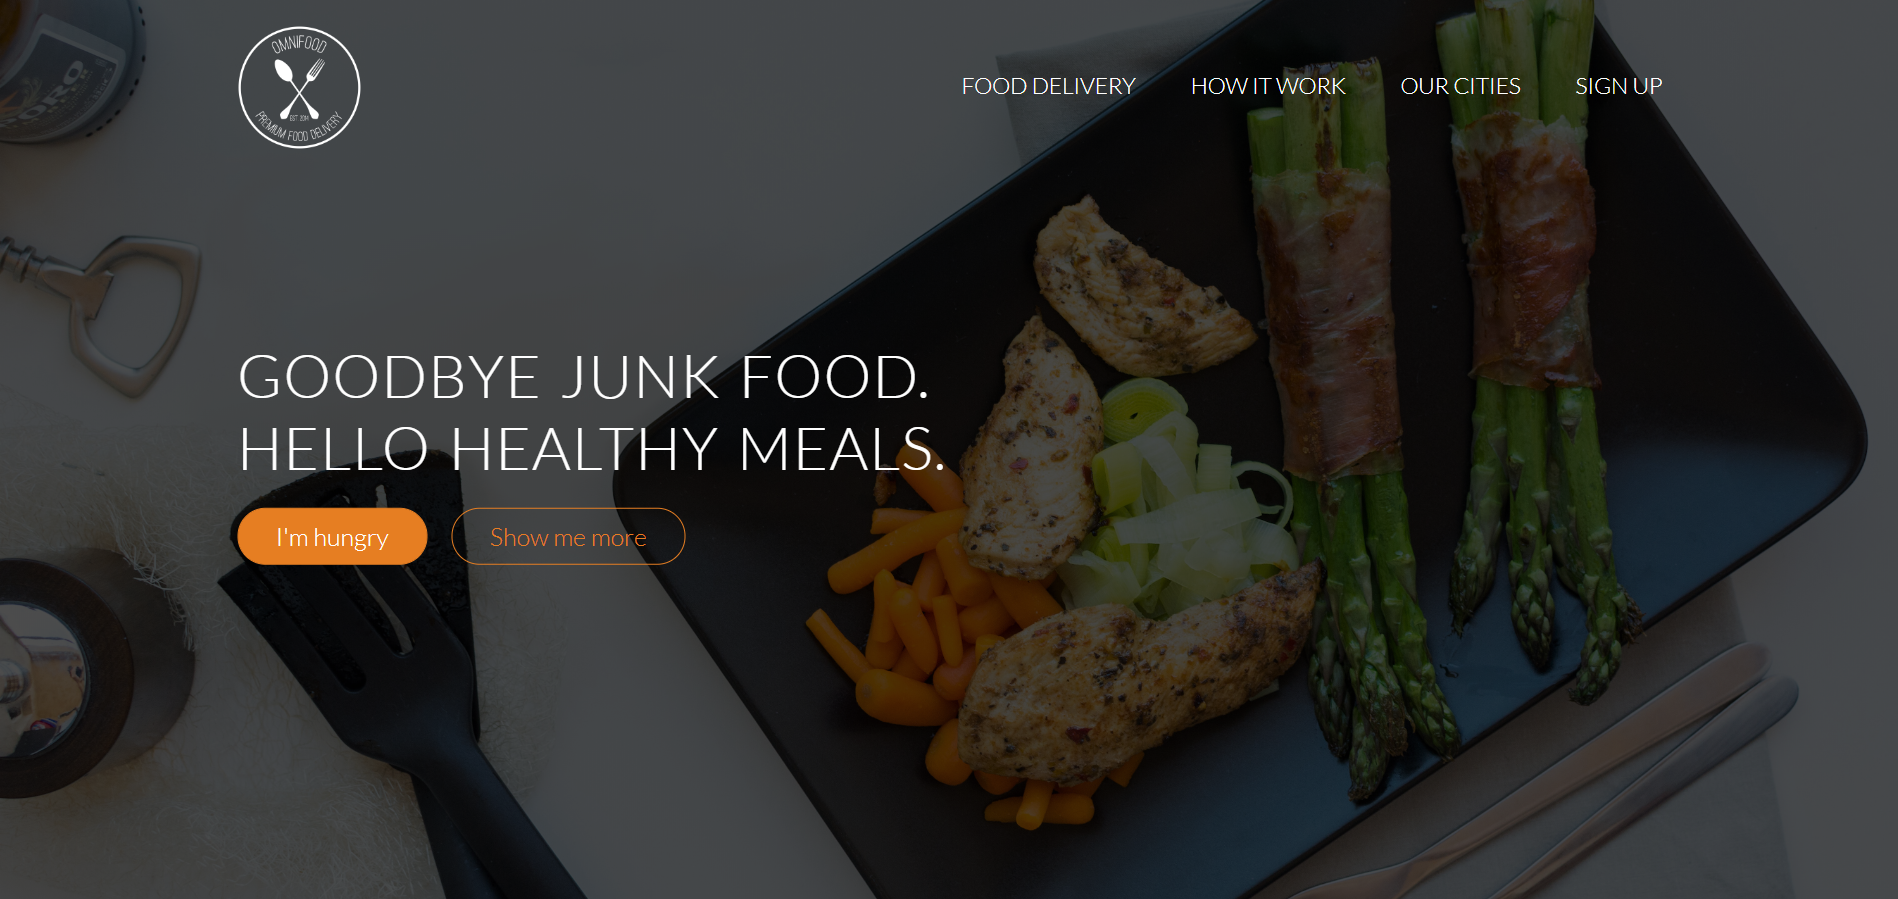 OMNIFOOD
EST. 2014
PREMIUM FOOD DELIVERY
FOOD DELIVERY HOW IT WORK OUR CITIES SIGN UP
GOODBYE JUNK FOOD.
HELLO HEALTHY MEALS.
I'm hungry Show me more